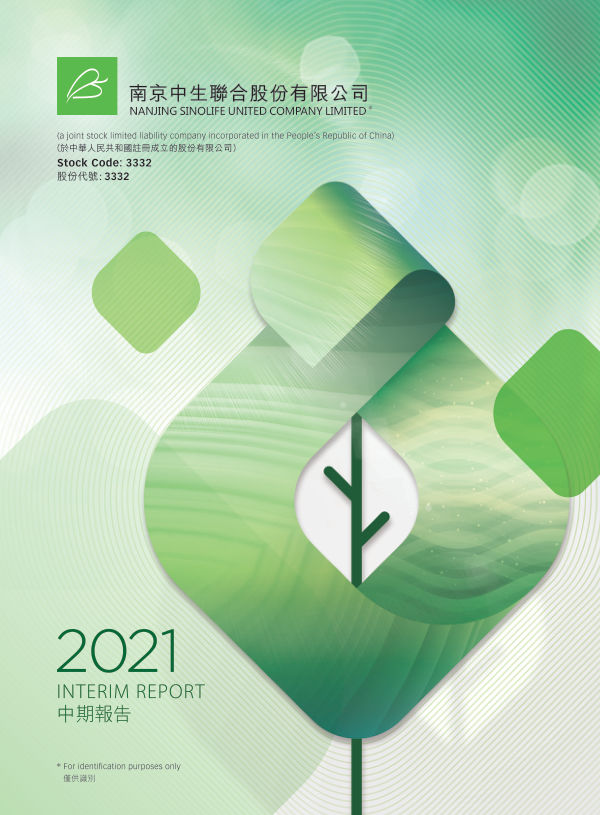 南京中生聯合股份有限公司
NANJING SINOLIFE UNITED COMPANY LIMITED*
(a joint stock limited liability company incorporated in the People's Republic of China)
(於中華人民共和國註冊成立的股份有限公司)
Stock Code: 3332
股份代號: 3332
2021
INTERIM REPORT
中期報告
* For identification purposes only
僅供識別